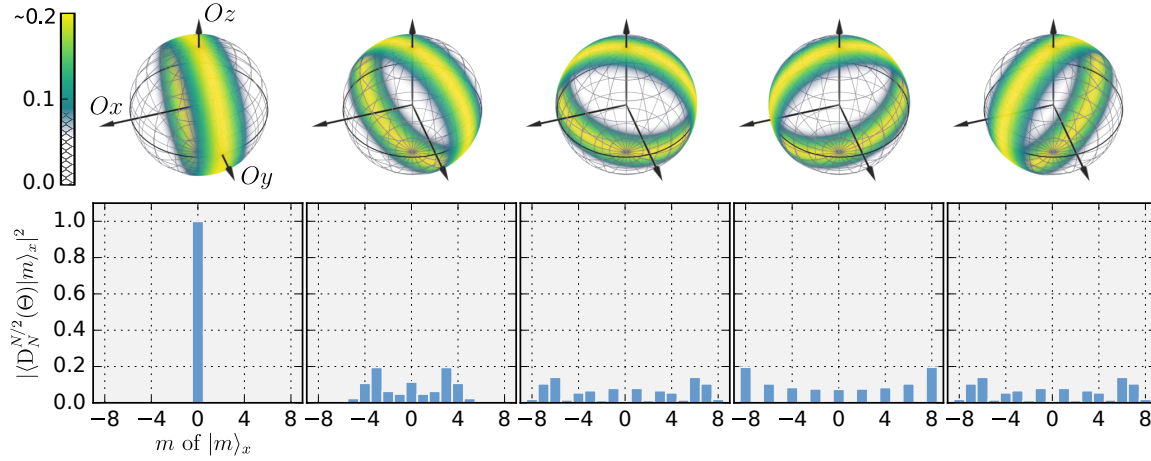 ~0.2
0.1
0.0
Oz
Ox
Oy
|⟨D_N^{N/2}(Θ)|m⟩_x|^2
1.0
0.8
0.6
0.4
0.2
0.0
−8 −4 0 4 8 −8 −4 0 4 8 −8 −4 0 4 8 −8 −4 0 4 8 −8 −4 0 4 8
m of |m⟩_x